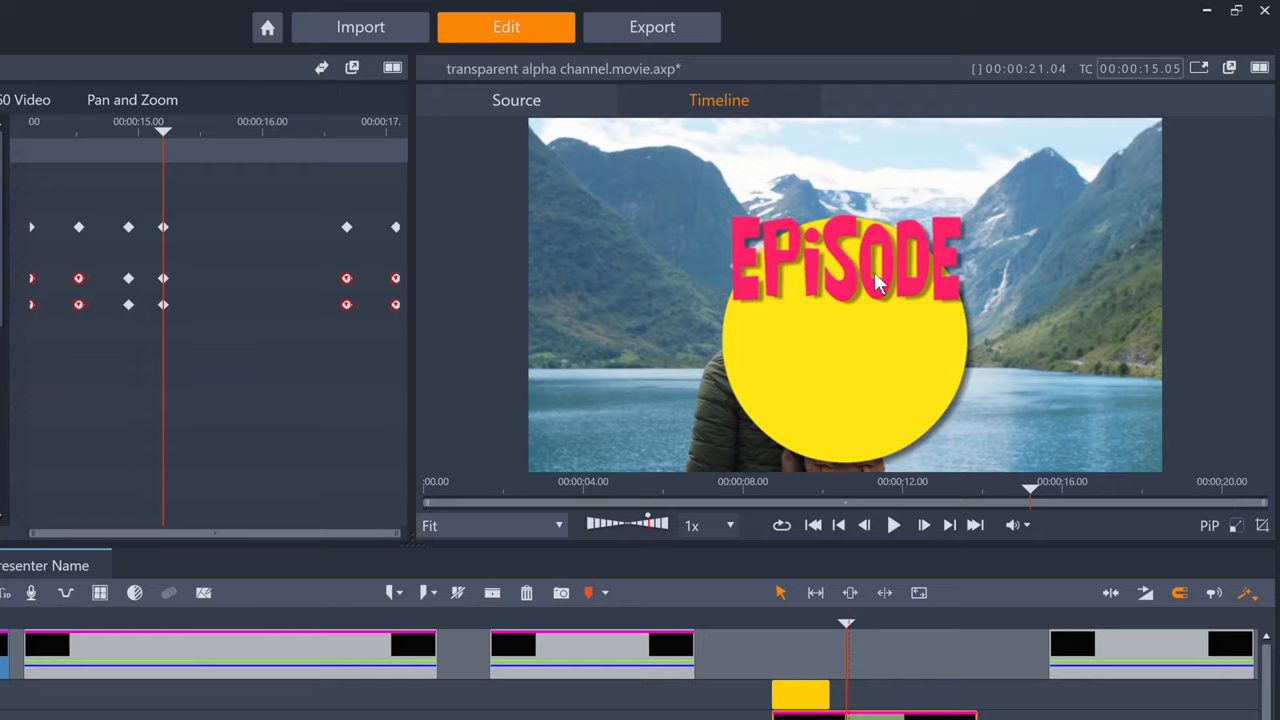 Import
Edit
Export
transparent alpha channel.movie.axp*
[ ] 00:00:21.04
TC 00:00:15.05
Video
Pan and Zoom
Source
Timeline
00
00:00:15.00
00:00:16.00
00:00:17.
EPiSODE
:00.00
00:00:04.00
00:00:08.00
00:00:12.00
00:00:16.00
00:00:20.00
Fit
1x
PiP
resenter Name